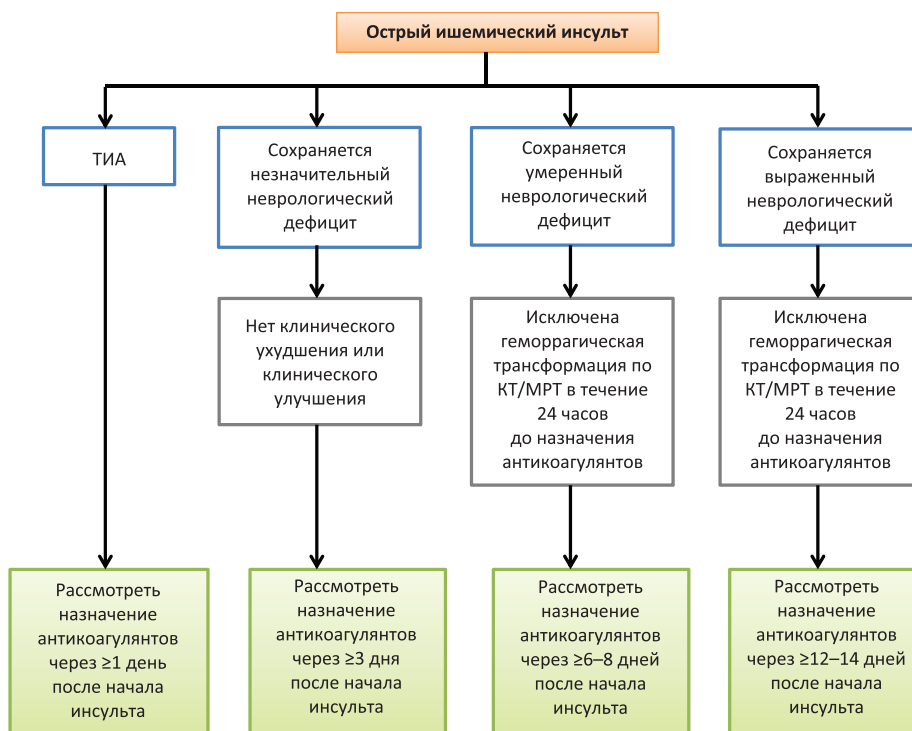 Острый ишемический инсульт
ТИА
Сохраняется
незначительный
неврологический
дефицит
Сохраняется
умеренный
неврологический
дефицит
Сохраняется
выраженный
неврологический
дефицит
Нет клинического
ухудшения или
клинического
улучшения
Исключена
геморрагическая
трансформация по
КТ/МРТ в течение
24 часов
до назначения
антикоагулянтов
Исключена
геморрагическая
трансформация по
КТ/МРТ в течение
24 часов
до назначения
антикоагулянтов
Рассмотреть
назначение
антикоагулянтов
через ≥1 день
после начала
инсульта
Рассмотреть
назначение
антикоагулянтов
через ≥3 дня
после начала
инсульта
Рассмотреть
назначение
антикоагулянтов
через ≥6–8 дней
после начала
инсульта
Рассмотреть
назначение
антикоагулянтов
через ≥12–14 дней
после начала
инсульта